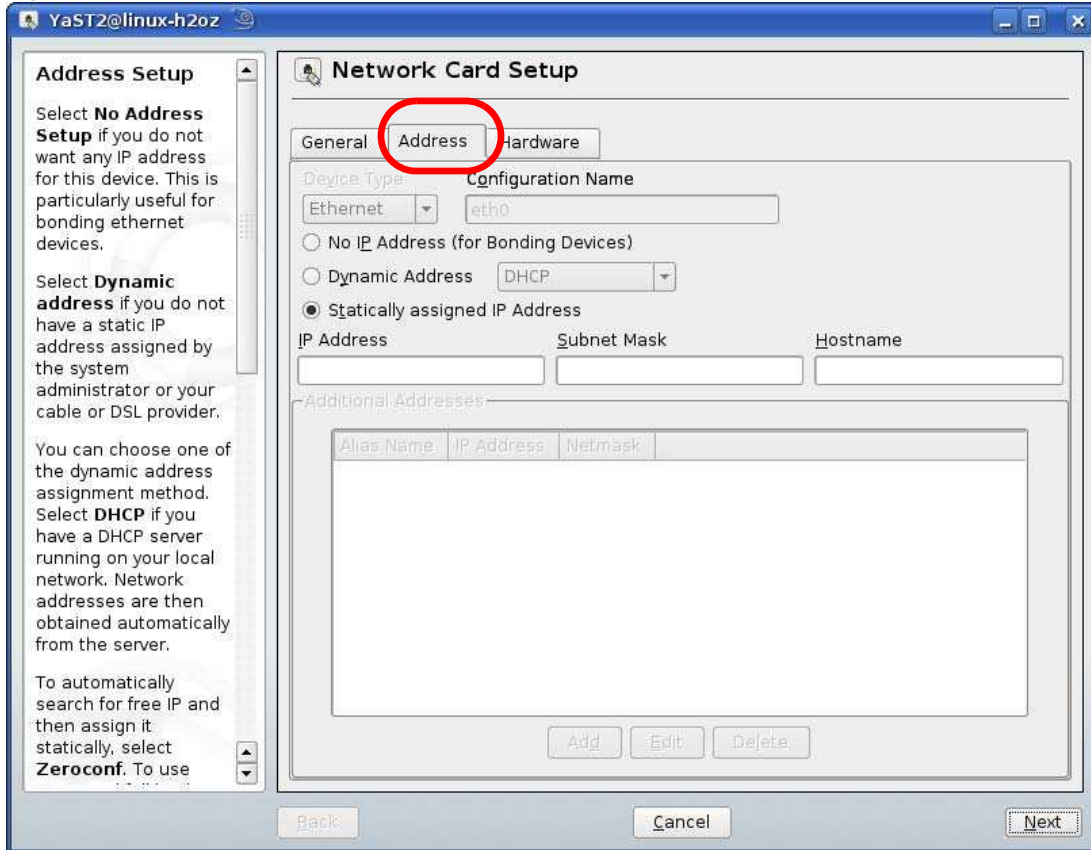 YaST2@linux-h2oz
Address Setup
Select No Address
Setup if you do not
want any IP address
for this device. This is
particularly useful for
bonding ethernet
devices.
Select Dynamic
address if you do not
have a static IP
address assigned by
the system
administrator or your
cable or DSL provider.
You can choose one of
the dynamic address
assignment method.
Select DHCP if you
have a DHCP server
running on your local
network. Network
addresses are then
obtained automatically
from the server.
To automatically
search for free IP and
then assign it
statically, select
Zeroconf. To use
Network Card Setup
General Address Hardware
Device Type Configuration Name
Ethernet eth0
No IP Address (for Bonding Devices)
Dynamic Address DHCP
Statically assigned IP Address
IP Address Subnet Mask Hostname
Additional Addresses
Alias Name IP Address Netmask
Add Edit Delete
Back Cancel Next